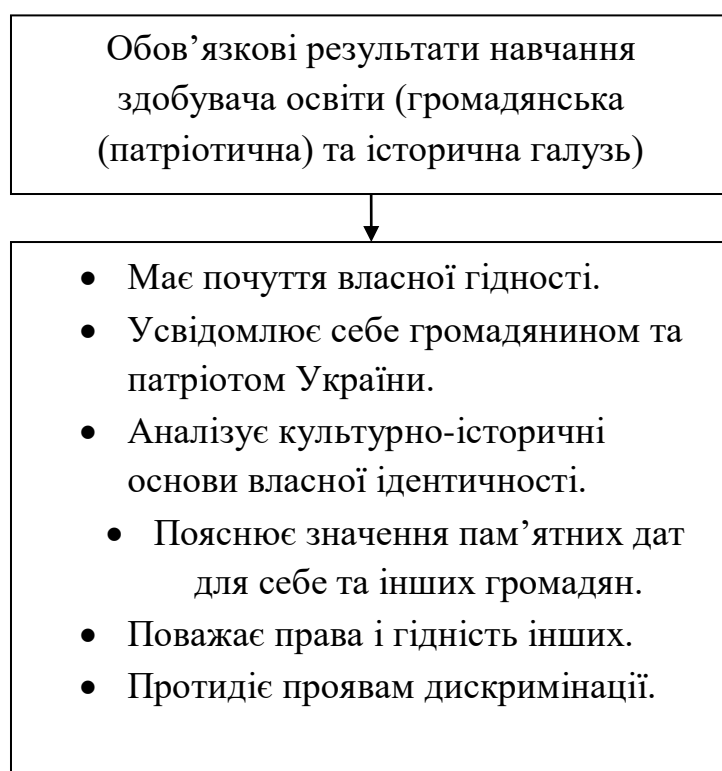 Обов’язкові результати навчання
здобувача освіти (громадянська
(патріотична) та історична галузь)
• Має почуття власної гідності.
• Усвідомлює себе громадянином та
патріотом України.
• Аналізує культурно-історичні
основи власної ідентичності.
• Пояснює значення пам’ятних дат
для себе та інших громадян.
• Поважає права і гідність інших.
• Протидіє проявам дискримінації.